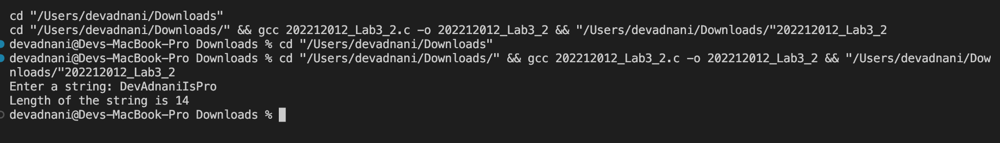 cd "/Users/devadnani/Downloads"
cd "/Users/devadnani/Downloads/" && gcc 202212012_Lab3_2.c -o 202212012_Lab3_2 && "/Users/devadnani/Downloads/"202212012_Lab3_2
devadnani@Devs-MacBook-Pro Downloads % cd "/Users/devadnani/Downloads"
devadnani@Devs-MacBook-Pro Downloads % cd "/Users/devadnani/Downloads/" && gcc 202212012_Lab3_2.c -o 202212012_Lab3_2 && "/Users/devadnani/Dow
nloads/"202212012_Lab3_2
Enter a string: DevAdnaniIsPro
Length of the string is 14
devadnani@Devs-MacBook-Pro Downloads %